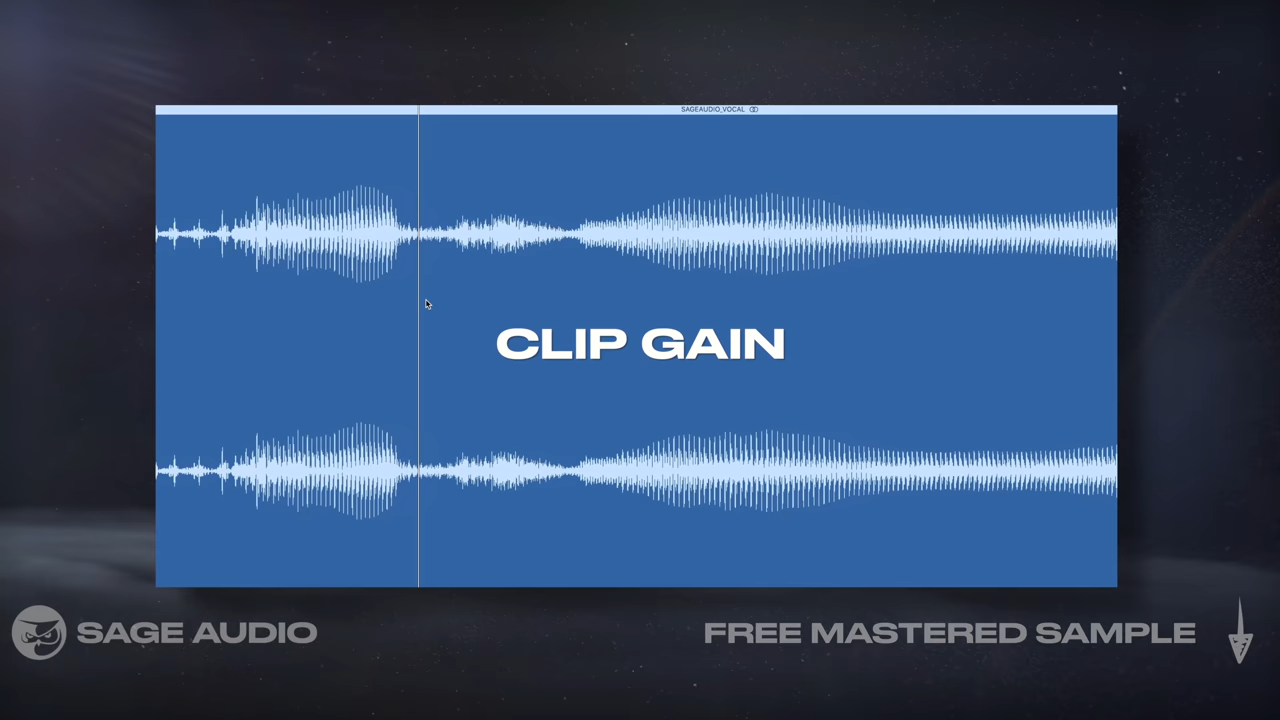 SAGEAUDIO_VOCAL
CLIP GAIN
SAGE AUDIO
FREE MASTERED SAMPLE